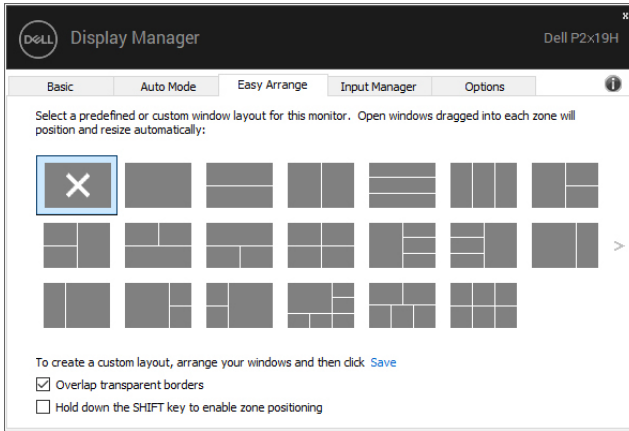 x
DELL Display Manager Dell P2x19H
Basic Auto Mode Easy Arrange Input Manager Options i
Select a predefined or custom window layout for this monitor. Open windows dragged into each zone will
position and resize automatically:
>
To create a custom layout, arrange your windows and then click Save
Overlap transparent borders
Hold down the SHIFT key to enable zone positioning